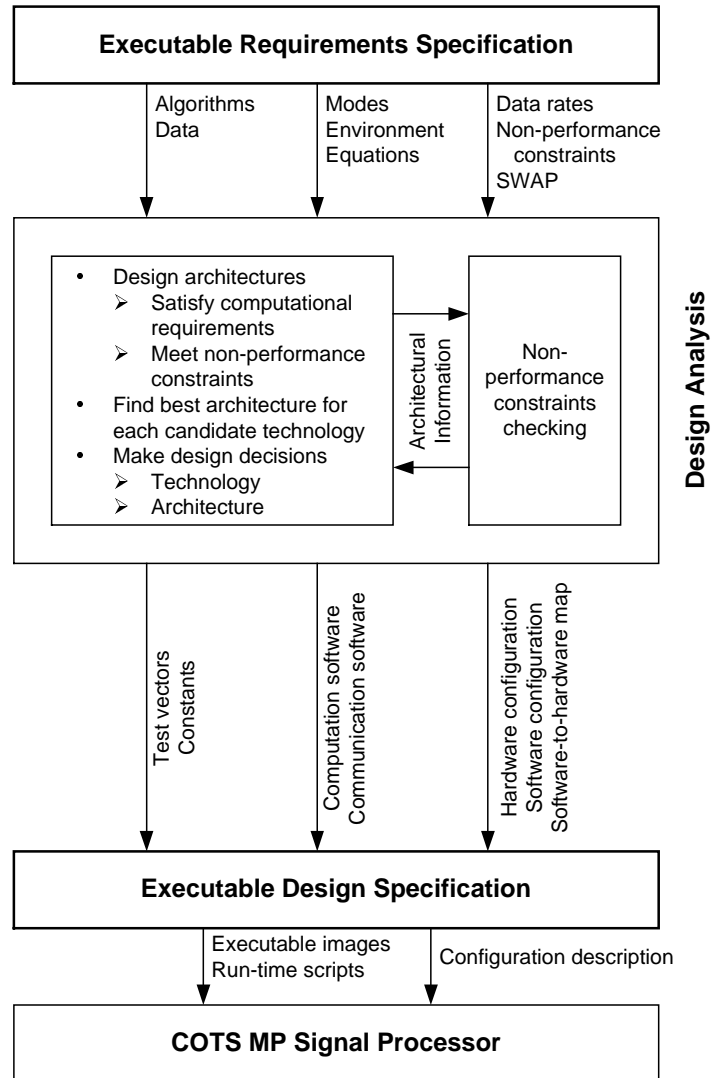 Executable Requirements Specification
Algorithms
Data
Modes
Environment
Equations
Data rates
Non-performance
constraints
SWAP
• Design architectures
➢ Satisfy computational
requirements
➢ Meet non-performance
constraints
• Find best architecture for
each candidate technology
• Make design decisions
➢ Technology
➢ Architecture
Architectural
Information
Non-
performance
constraints
checking
Design Analysis
Test vectors
Constants
Computation software
Communication software
Hardware configuration
Software configuration
Software-to-hardware map
Executable Design Specification
Executable images
Run-time scripts
Configuration description
COTS MP Signal Processor